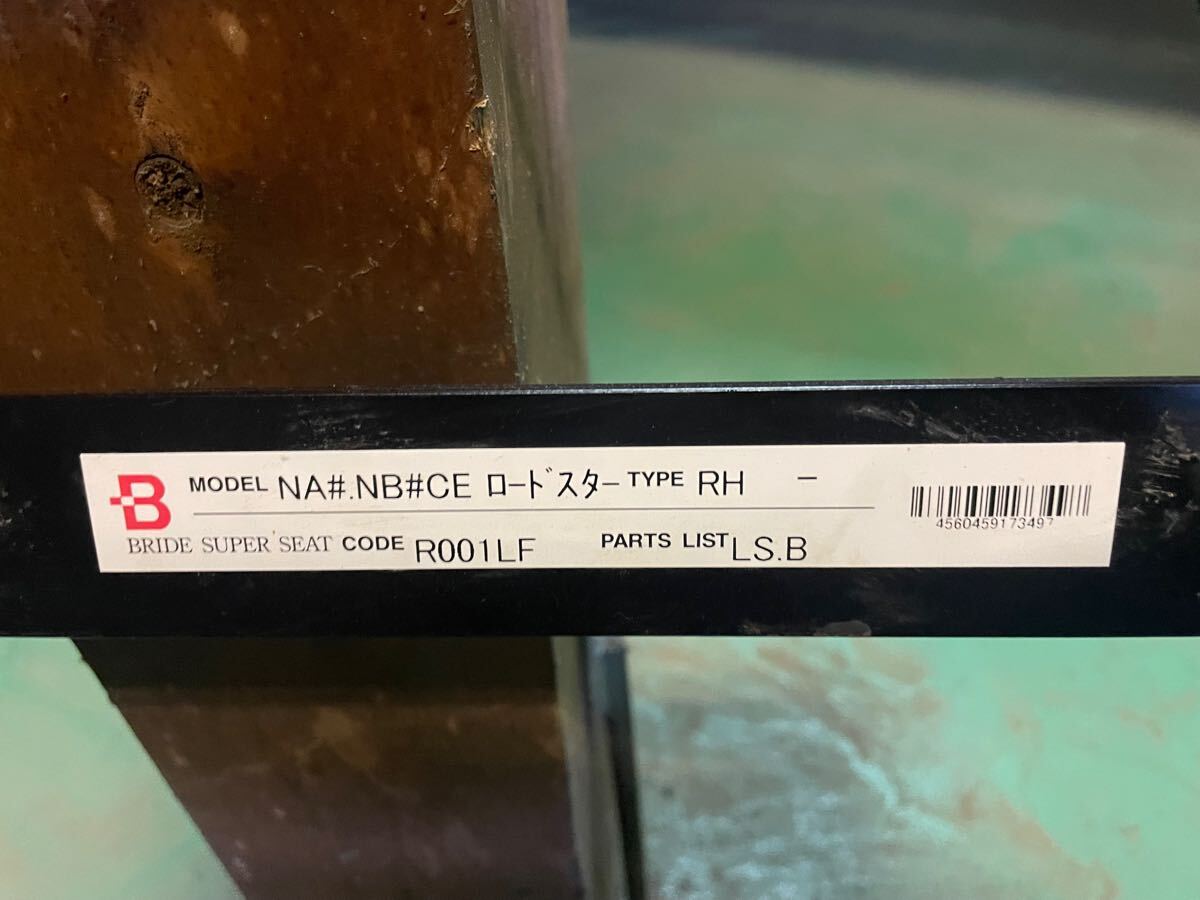 B MODEL NA#.NB#CE ﾛｰﾄﾞｽﾀｰ TYPE RH －
BRIDE SUPER SEAT CODE R001LF PARTS LIST LS.B
4560459173497